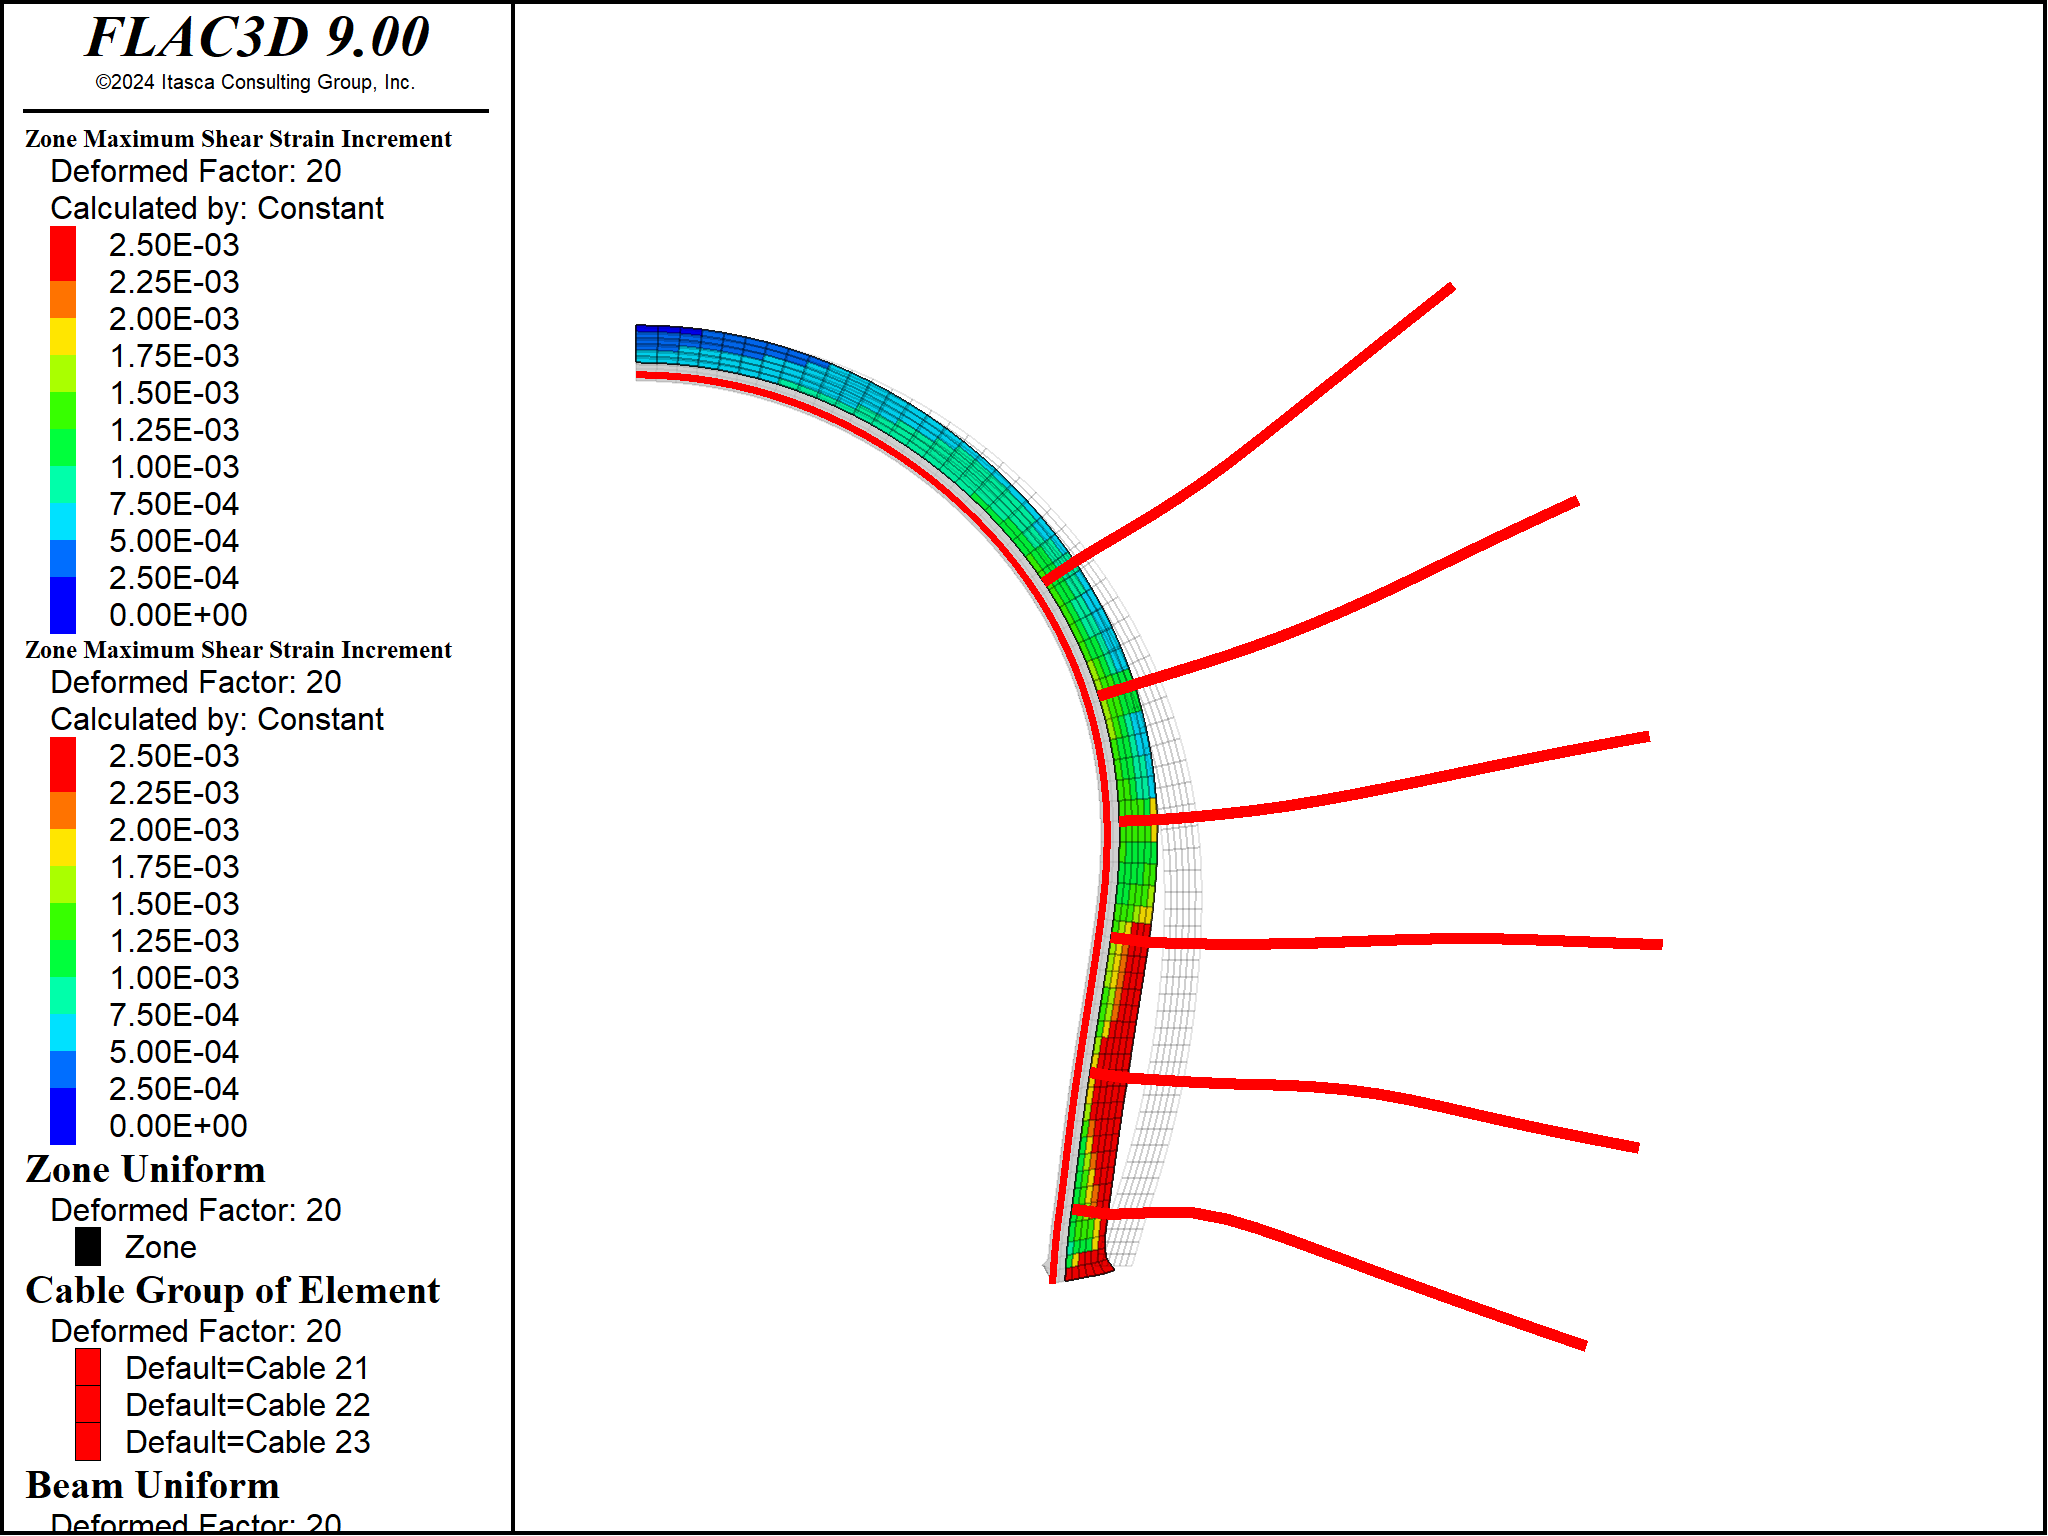 FLAC3D 9.00
©2024 Itasca Consulting Group, Inc.
Zone Maximum Shear Strain Increment
Deformed Factor: 20
Calculated by: Constant
2.50E-03
2.25E-03
2.00E-03
1.75E-03
1.50E-03
1.25E-03
1.00E-03
7.50E-04
5.00E-04
2.50E-04
0.00E+00
Zone Maximum Shear Strain Increment
Deformed Factor: 20
Calculated by: Constant
2.50E-03
2.25E-03
2.00E-03
1.75E-03
1.50E-03
1.25E-03
1.00E-03
7.50E-04
5.00E-04
2.50E-04
0.00E+00
Zone Uniform
Deformed Factor: 20
Zone
Cable Group of Element
Deformed Factor: 20
Default=Cable 21
Default=Cable 22
Default=Cable 23
Beam Uniform
Deformed Factor: 20